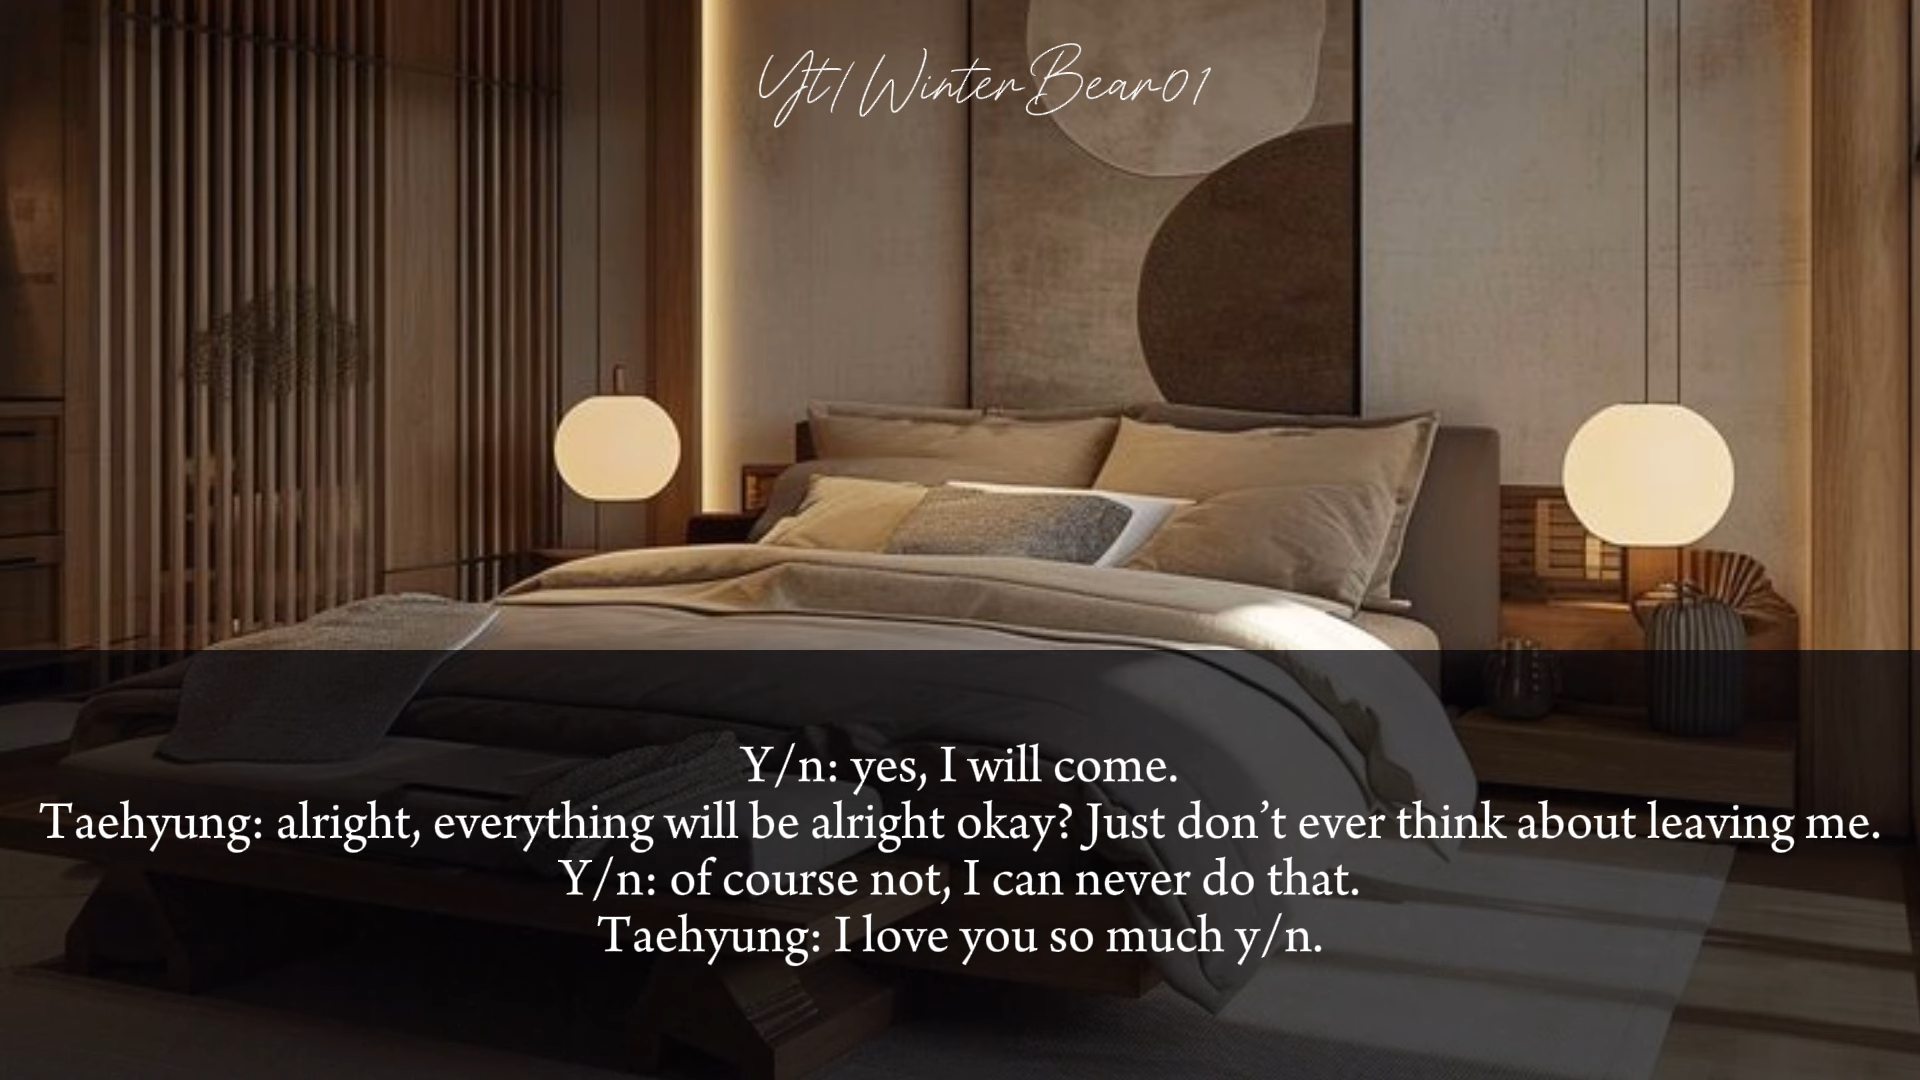 Yt/ WinterBear01
Y/n: yes, I will come.
Taehyung: alright, everything will be alright okay? Just don’t ever think about leaving me.
Y/n: of course not, I can never do that.
Taehyung: I love you so much y/n.